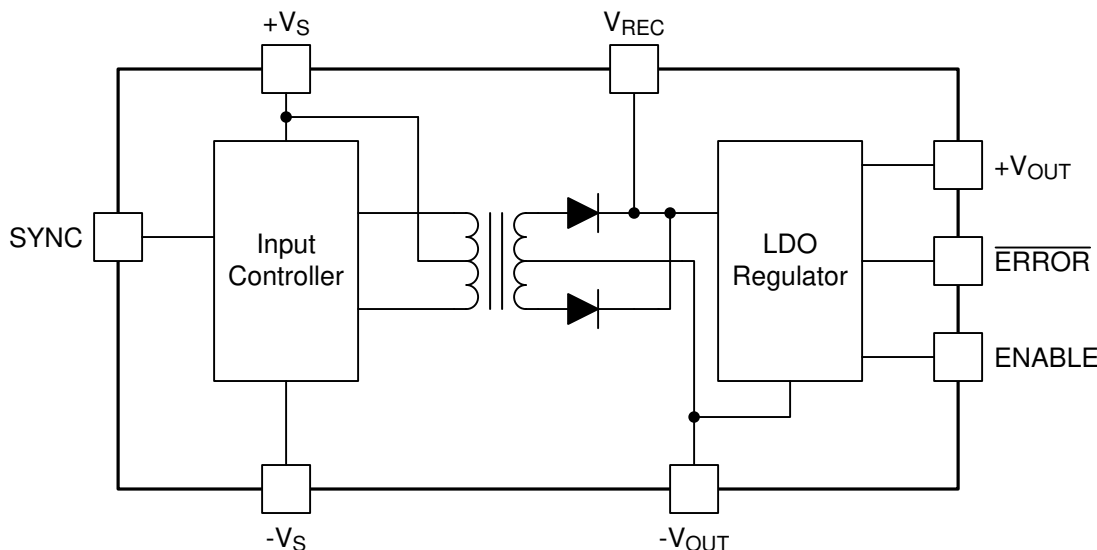 +VS
VREC
SYNC
Input
Controller
LDO
Regulator
+VOUT
ERROR
ENABLE
-VS
-VOUT